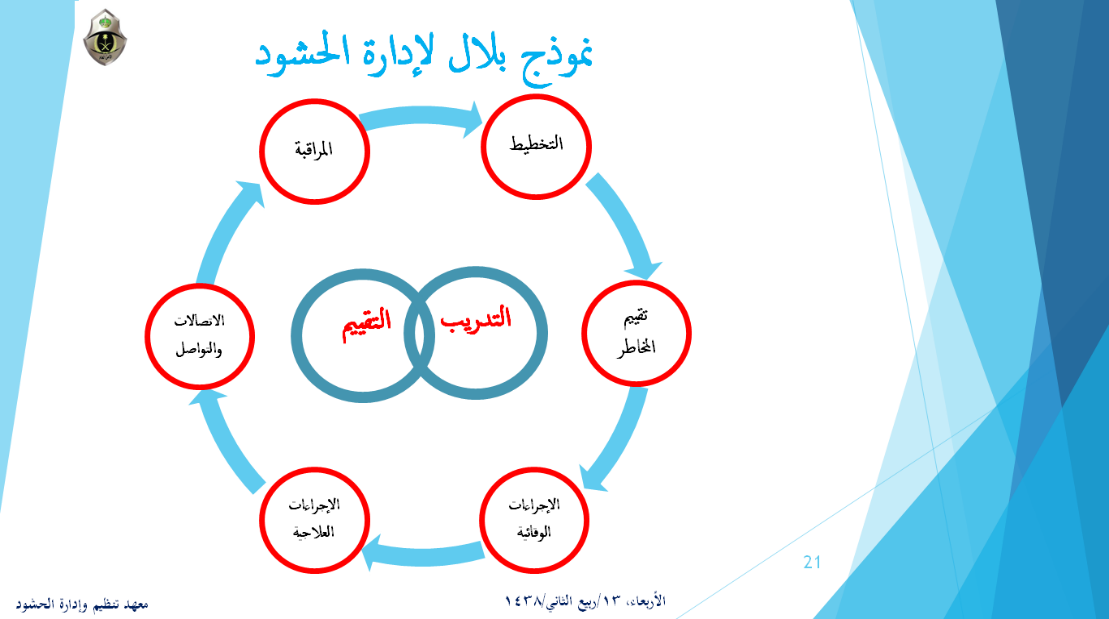 نموذج بلال لإدارة الحشود
التخطيط
تقييم
المخاطر
الإجراءات
الوقائية
الإجراءات
العلاجية
الاتصالات
والتواصل
المراقبة
التدريب
التقييم
21
الأربعاء، ١٣/ربيع الثاني/١٤٣٨
معهد تنظيم وإدارة الحشود